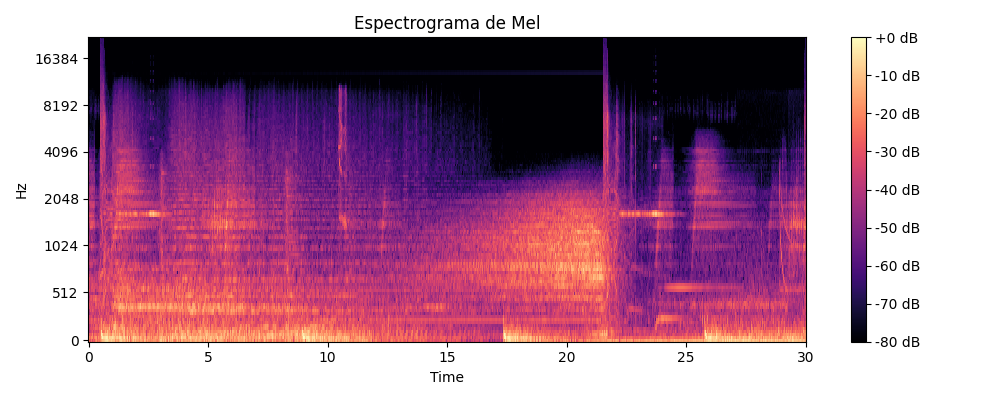 Espectrograma de Mel
Hz
16384
8192
4096
2048
1024
512
0
0 5 10 15 20 25 30
Time
+0 dB
-10 dB
-20 dB
-30 dB
-40 dB
-50 dB
-60 dB
-70 dB
-80 dB